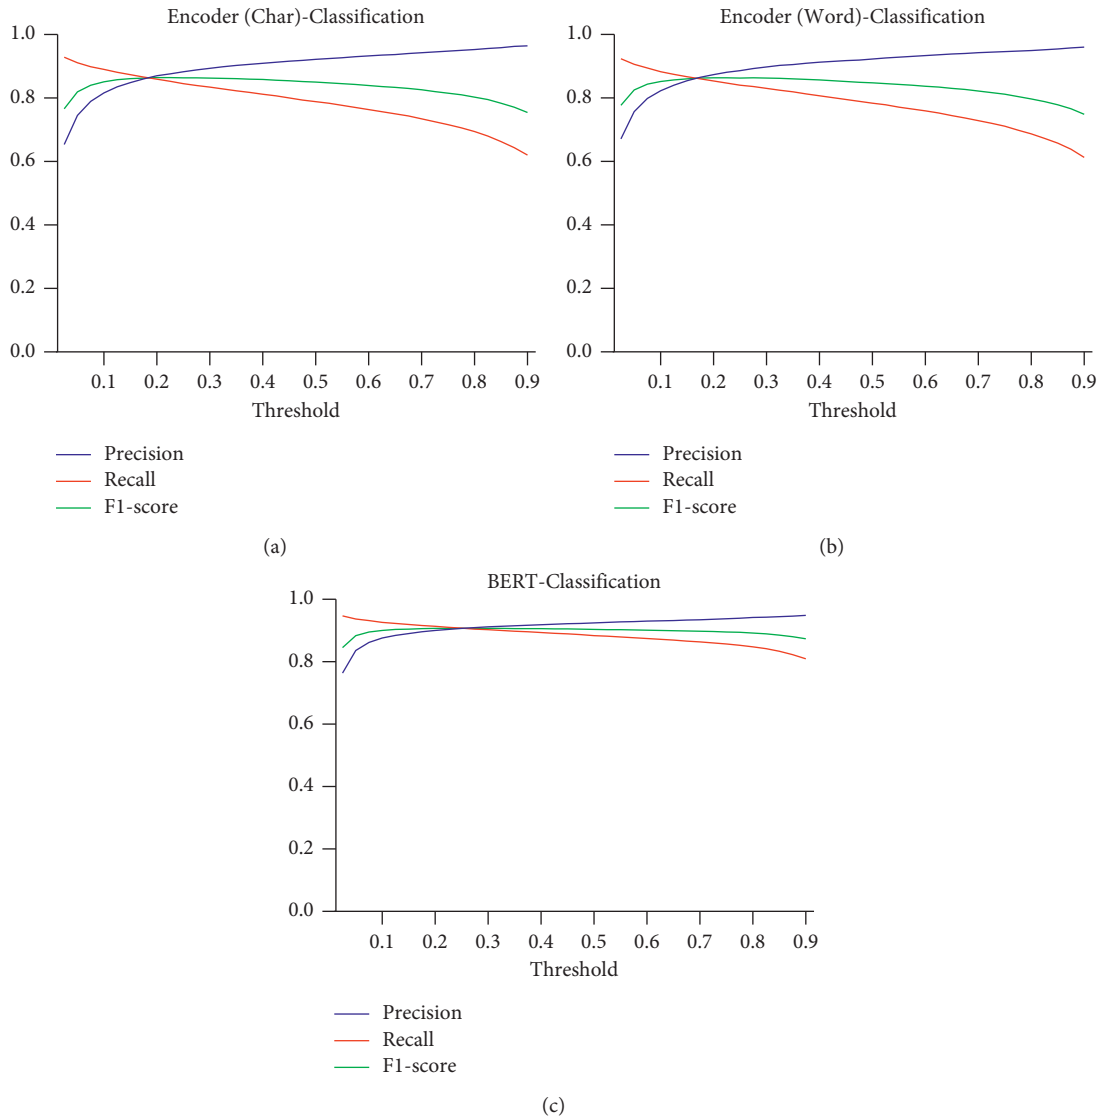 Encoder (Char)-Classification
1.0
0.8
0.6
0.4
0.2
0.0
0.1 0.2 0.3 0.4 0.5 0.6 0.7 0.8 0.9
Threshold
Precision
Recall
F1-score
(a)
Encoder (Word)-Classification
1.0
0.8
0.6
0.4
0.2
0.0
0.1 0.2 0.3 0.4 0.5 0.6 0.7 0.8 0.9
Threshold
Precision
Recall
F1-score
(b)
BERT-Classification
1.0
0.8
0.6
0.4
0.2
0.0
0.1 0.2 0.3 0.4 0.5 0.6 0.7 0.8 0.9
Threshold
Precision
Recall
F1-score
(c)